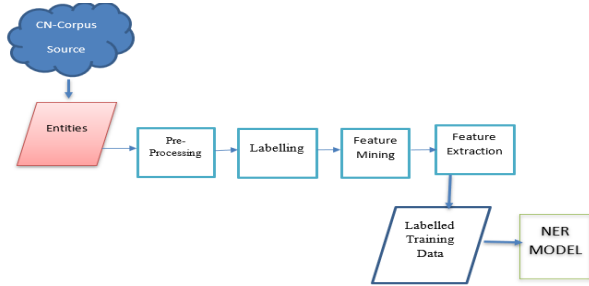 CN-Corpus
Source
Entities
Pre-
Processing
Labelling
Feature
Mining
Feature
Extraction
Labelled
Training
Data
NER
MODEL